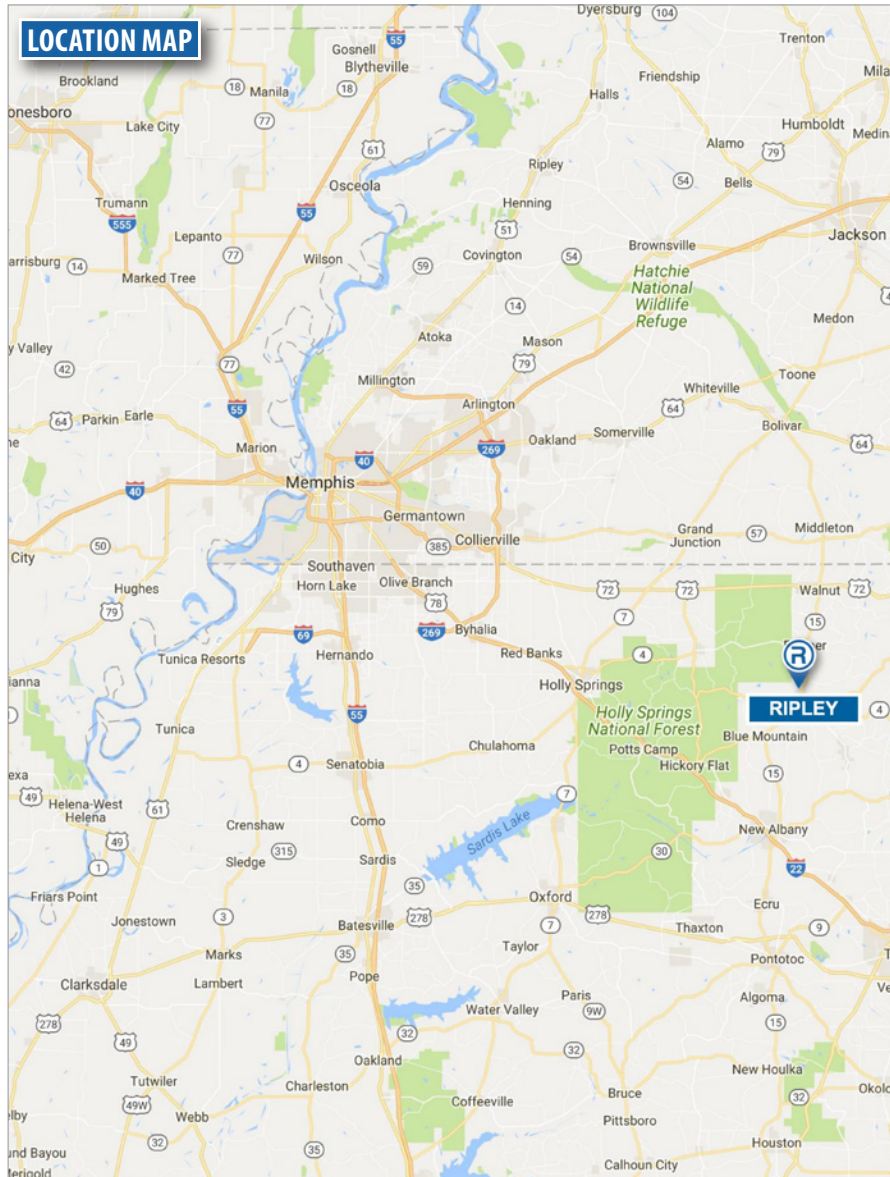 LOCATION MAP
Dyersburg
104
55
Gosnell
Blytheville
Trenton
Brookland
18
Manila
18
Friendship
Mila
onesboro
77
Halls
Humboldt
Lake City
61
Alamo
Medin
79
Osceola
Ripley
54
Bells
Trumann
55
Henning
555
51
Jackson
Lepanto
Brownsville
arrisburg
14
77
Wilson
59
Covington
54
Marked Tree
Hatchie
National
Wildlife
Refuge
14
Medon
Atoka
Mason
y Valley
77
79
42
Millington
Toone
Whiteville
55
Arlington
64
64
Parkin
Earle
Oakland
Somerville
Bolivar
64
Marion
40
269
Memphis
40
Germantown
Grand
Junction
57
Middleton
City
50
385
Collierville
Southaven
Hughes
Horn Lake
Olive Branch
72
72
Walnut
72
79
78
7
15
69
269
Byhalia
Tunica Resorts
Hernando
Red Banks
4
R
ianna
Holly Springs
RIPLEY
4
Tunica
55
Holly Springs
National Forest
Blue Mountain
Chulahoma
Potts Camp
4
Senatobia
Hickory Flat
15
exa
49
7
Helena-West
Helena
61
Crenshaw
Como
Sardis Lake
New Albany
49
315
30
1
Sledge
Sardis
22
35
Friars Point
Oxford
Ecru
278
278
Jonestown
3
Batesville
7
Thaxton
9
Marks
35
Taylor
Pontotoc
T
Clarksdale
Lambert
Pope
Ve
Paris
Algoma
Water Valley
9W
278
32
15
49
32
Oakland
New Houlka
Tutwiler
Charleston
Okolo
49W
Webb
Coffeeville
Bruce
32
elby
Pittsboro
32
35
Houston
und Bayou
Merigold
Calhoun City